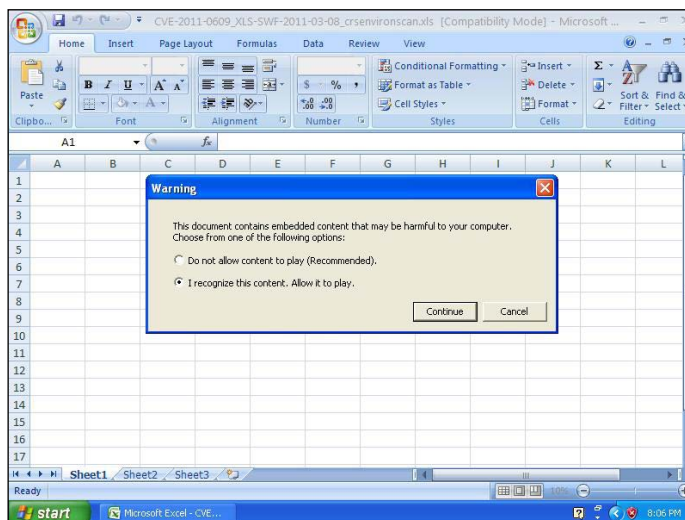 CVE-2011-0609_XLS-SWF-2011-03-08_crsenvironscan.xls [Compatibility Mode] - Microsoft ...
Home Insert Page Layout Formulas Data Review View
Paste
B I U A A
$ % ,
Conditional Formatting
Format as Table
Cell Styles
Insert
Delete
Format
Σ
Sort & Filter
Find & Select
Clipbo... Font Alignment Number Styles Cells Editing
A1 fx
A B C D E F G H I J K L
1
2
3
4
5
6
7
8
9
10
11
12
13
14
15
16
17
Warning
This document contains embedded content that may be harmful to your computer.
Choose from one of the following options:
Do not allow content to play (Recommended).
I recognize this content. Allow it to play.
Continue Cancel
Sheet1 Sheet2 Sheet3
Ready 10%
start Microsoft Excel - CVE... 8:06 PM